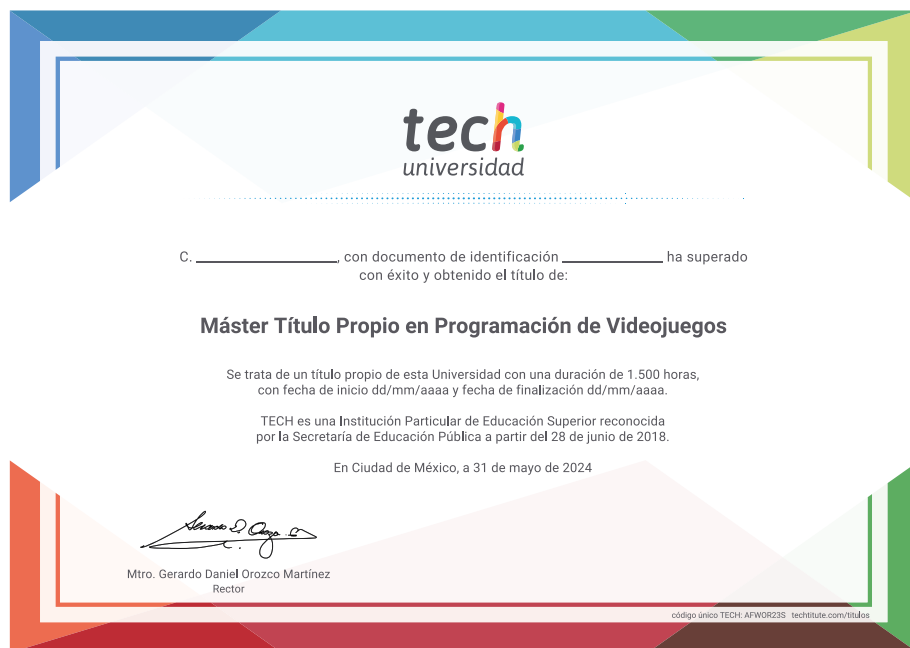 tech
universidad
C. ____________________, con documento de identificación ______________ ha superado
con éxito y obtenido el título de:
Máster Título Propio en Programación de Videojuegos
Se trata de un título propio de esta Universidad con una duración de 1.500 horas,
con fecha de inicio dd/mm/aaaa y fecha de finalización dd/mm/aaaa.
TECH es una Institución Particular de Educación Superior reconocida
por la Secretaría de Educación Pública a partir del 28 de junio de 2018.
En Ciudad de México, a 31 de mayo de 2024
Mtro. Gerardo Daniel Orozco Martínez
Rector
código único TECH: AFWOR23S techtitute.com/titulos